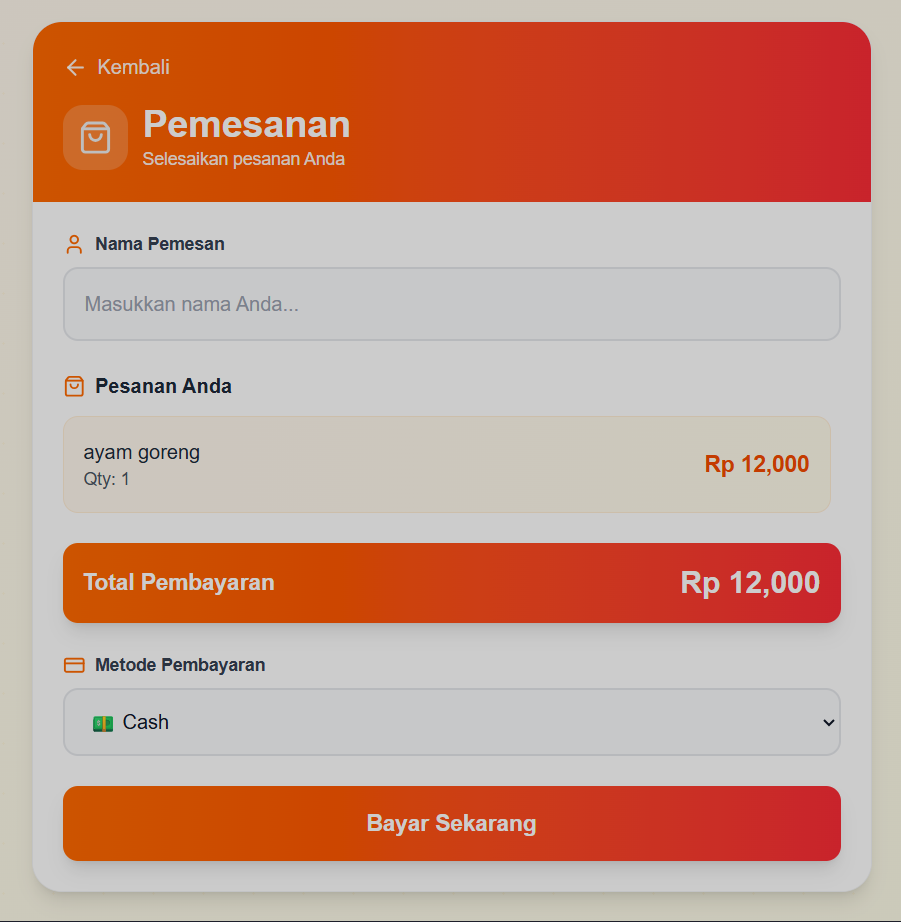 Kembali
Pemesanan
Selesaikan pesanan Anda
Nama Pemesan
Masukkan nama Anda...
Pesanan Anda
ayam goreng
Qty: 1
Rp 12,000
Total Pembayaran
Rp 12,000
Metode Pembayaran
Cash
Bayar Sekarang